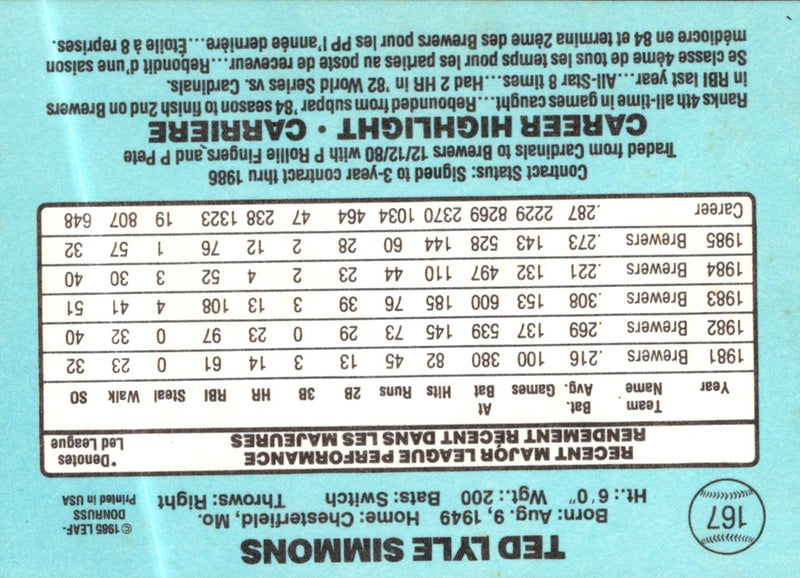 167
TED LYLE SIMMONS
Born: Aug. 9, 1949 Home: Chesterfield, Mo.
Ht.: 6'0" Wgt.: 200 Bats: Switch Throws: Right
©1985 LEAF-
DONRUSS
Printed in USA
RECENT MAJOR LEAGUE PERFORMANCE
RENDEMENT RÉCENT DANS LES MAJEURES
*Denotes
Led League
Year Team Name Bat. Avg. Games At Bat Hits Runs 2B 3B HR RBI Steal Walk SO
1981 Brewers .216 100 380 82 45 13 3 14 61 0 23 32
1982 Brewers .269 137 539 145 73 29 0 23 97 0 32 40
1983 Brewers .308 153 600 185 76 39 3 13 108 4 41 51
1984 Brewers .221 132 497 110 44 23 2 4 52 3 30 40
1985 Brewers .273 143 528 144 60 28 2 12 76 1 57 32
Career .287 2229 8269 2370 1034 464 47 238 1323 19 807 648
Contract Status: Signed to 3-year contract thru 1986
Traded from Cardinals to Brewers 12/12/80 with P Rollie Fingers and P Pete
CAREER HIGHLIGHT • CARRIERE
Ranks 4th all-time in games caught...Rebounded from subpar '84 season to finish 2nd on Brewers
in RBI last year...All-Star 8 times...Had 2 HR in '82 World Series vs. Cardinals.
Se classe 4ème de tous les temps pour les parties au poste de receveur...Rebondit d'une saison
médiocre en 84 et termina 2ème des Brewers pour les PP l'année dernière...Étoile à 8 reprises.